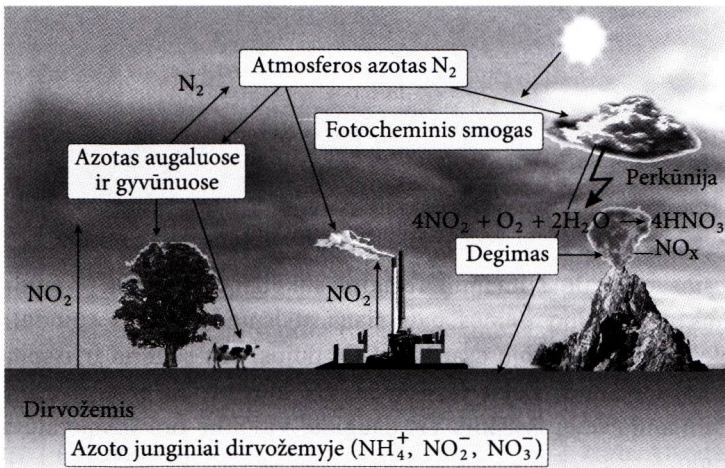 Atmosferos azotas N₂
N₂
Fotocheminis smogas
Azotas augaluose
ir gyvūnuose
Perkūnija
4NO₂ + O₂ + 2H₂O → 4HNO₃
Degimas
NOₓ
NO₂
NO₂
Dirvožemis
Azoto junginiai dirvožemyje (NH₄⁺, NO₂⁻, NO₃⁻)